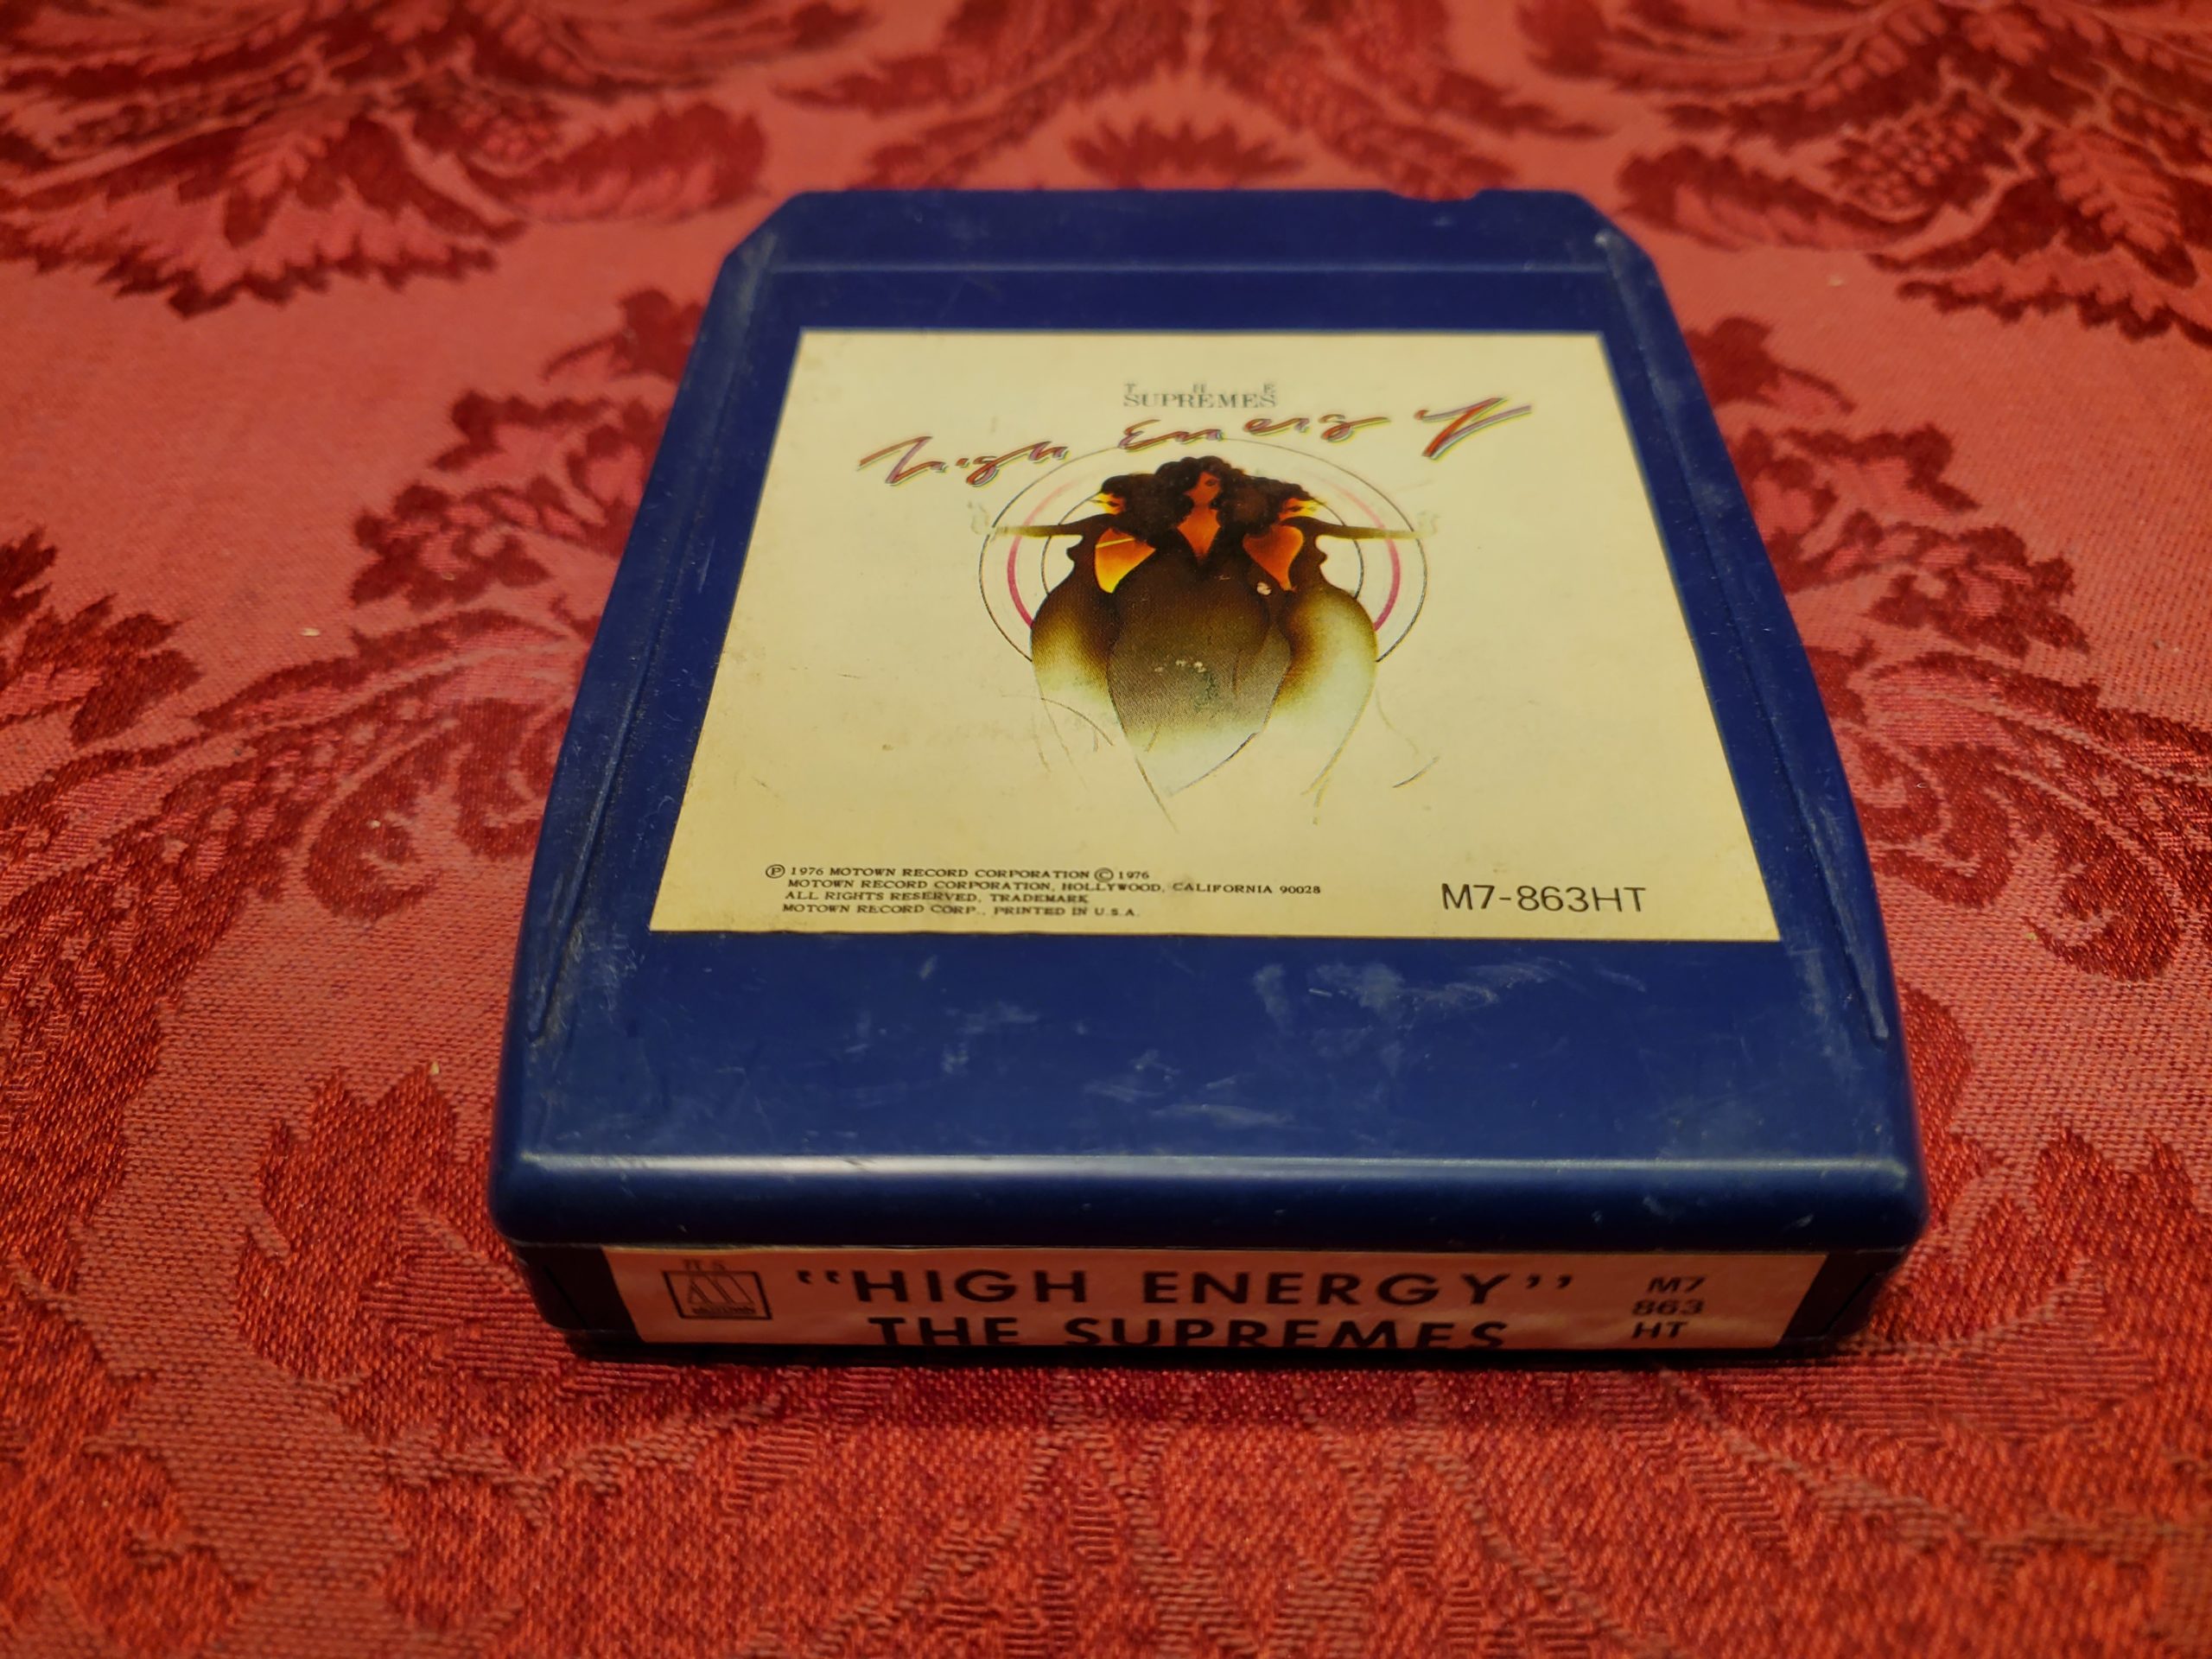 THE
SUPREMES
High Energy
Ⓟ 1976 MOTOWN RECORD CORPORATION © 1976
MOTOWN RECORD CORPORATION, HOLLYWOOD, CALIFORNIA 90028
ALL RIGHTS RESERVED, TRADEMARK
MOTOWN RECORD CORP., PRINTED IN U.S.A.
M7-863HT
"HIGH ENERGY"
THE SUPREMES
M7
863
HT